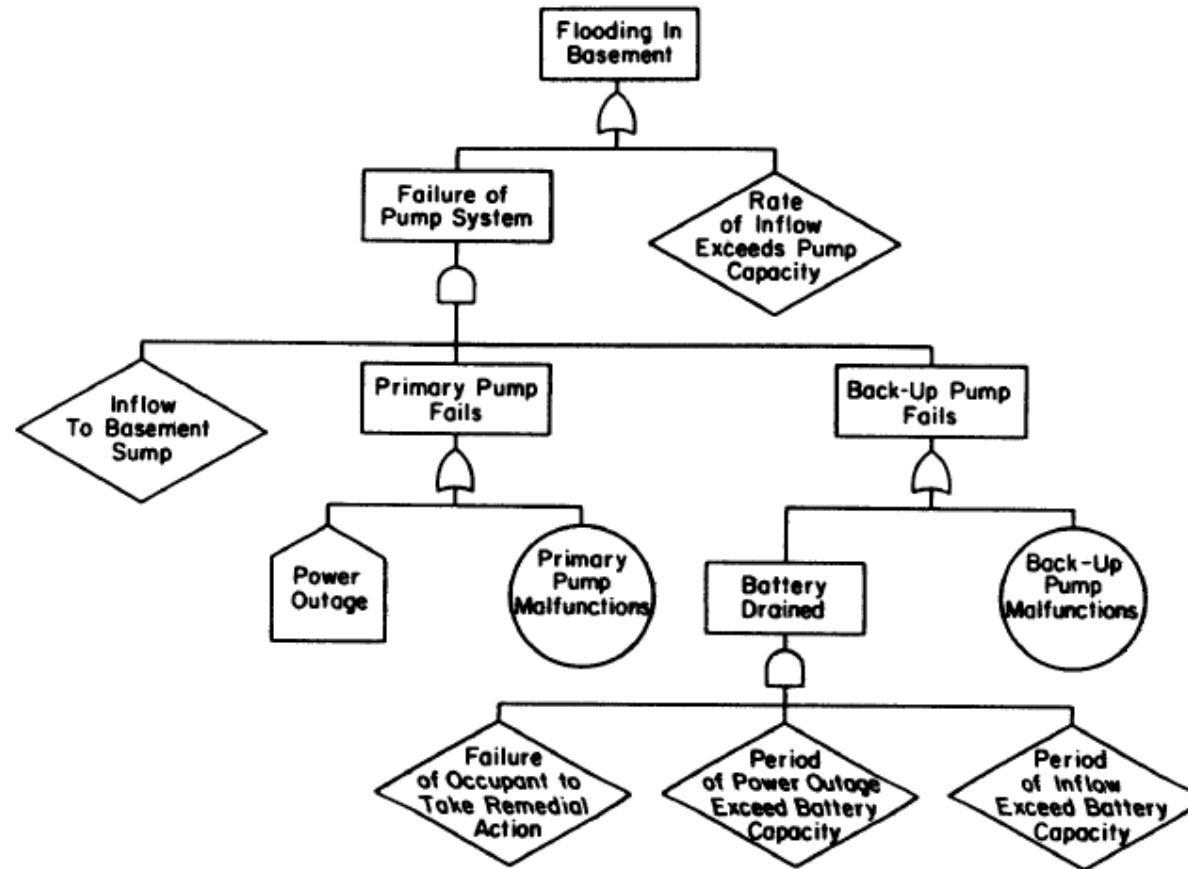 Flooding In
Basement
Failure of
Pump System
Rate
of Inflow
Exceeds Pump
Capacity
Inflow
To Basement
Sump
Primary Pump
Fails
Back-Up Pump
Fails
Power
Outage
Primary
Pump
Malfunctions
Battery
Drained
Back-Up
Pump
Malfunctions
Failure
of Occupant to
Take Remedial
Action
Period
of Power Outage
Exceed Battery
Capacity
Period
of Inflow
Exceed Battery
Capacity